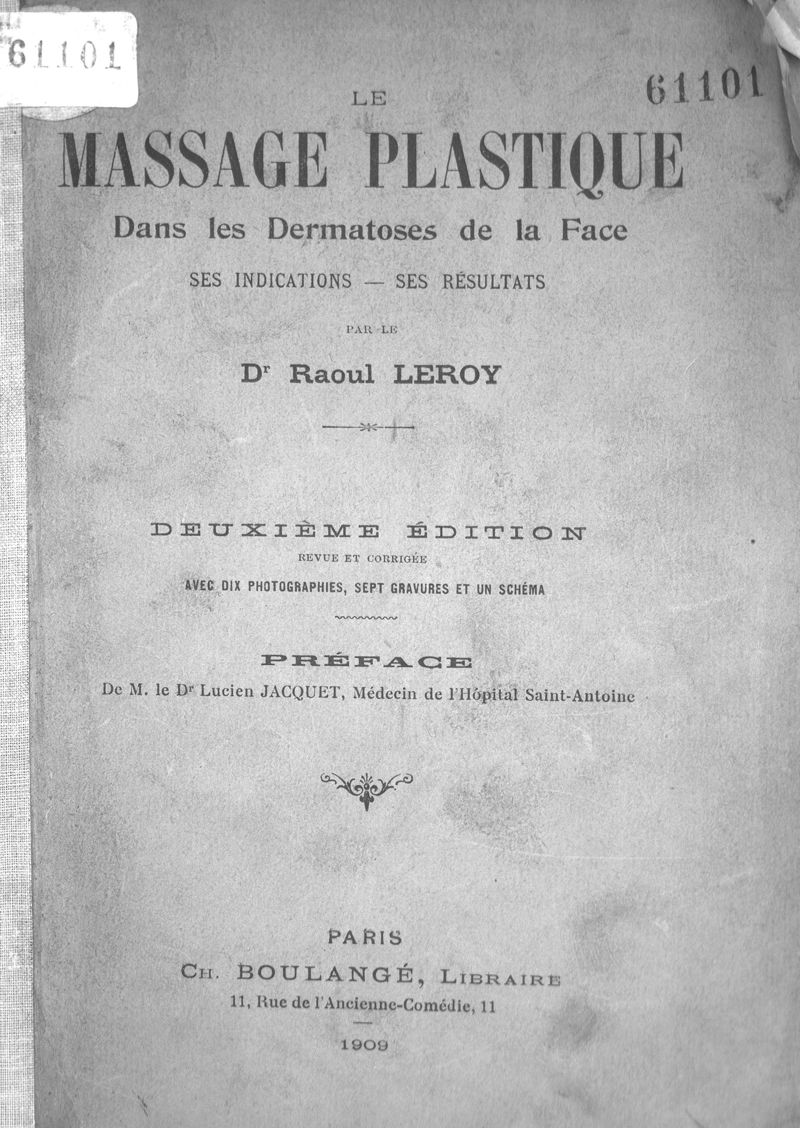 61101
61101
LE
MASSAGE PLASTIQUE
Dans les Dermatoses de la Face
SES INDICATIONS — SES RÉSULTATS
PAR LE
Dr Raoul LEROY
DEUXIÈME ÉDITION
REVUE ET CORRIGÉE
AVEC DIX PHOTOGRAPHIES, SEPT GRAVURES ET UN SCHÉMA
PRÉFACE
De M. le Dr Lucien JACQUET, Médecin de l'Hôpital Saint-Antoine
PARIS
CH. BOULANGÉ, LIBRAIRE
11, Rue de l'Ancienne-Comédie, 11
1909